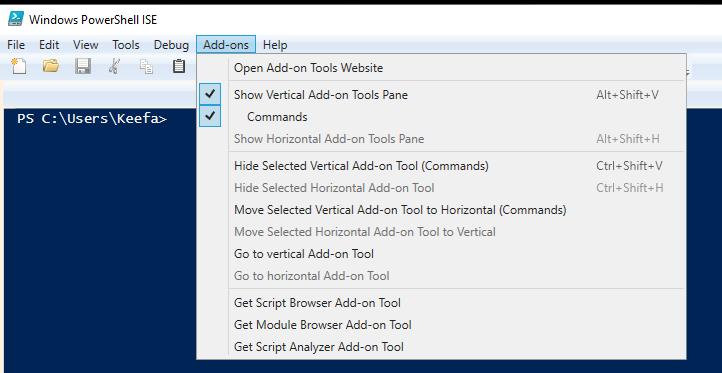 Windows PowerShell ISE
File Edit View Tools Debug Add-ons Help
Open Add-on Tools Website
Show Vertical Add-on Tools Pane Alt+Shift+V
Commands
Show Horizontal Add-on Tools Pane Alt+Shift+H
Hide Selected Vertical Add-on Tool (Commands) Ctrl+Shift+V
Hide Selected Horizontal Add-on Tool Ctrl+Shift+H
Move Selected Vertical Add-on Tool to Horizontal (Commands)
Move Selected Horizontal Add-on Tool to Vertical
Go to vertical Add-on Tool
Go to horizontal Add-on Tool
Get Script Browser Add-on Tool
Get Module Browser Add-on Tool
Get Script Analyzer Add-on Tool
PS C:\Users\Keefa>